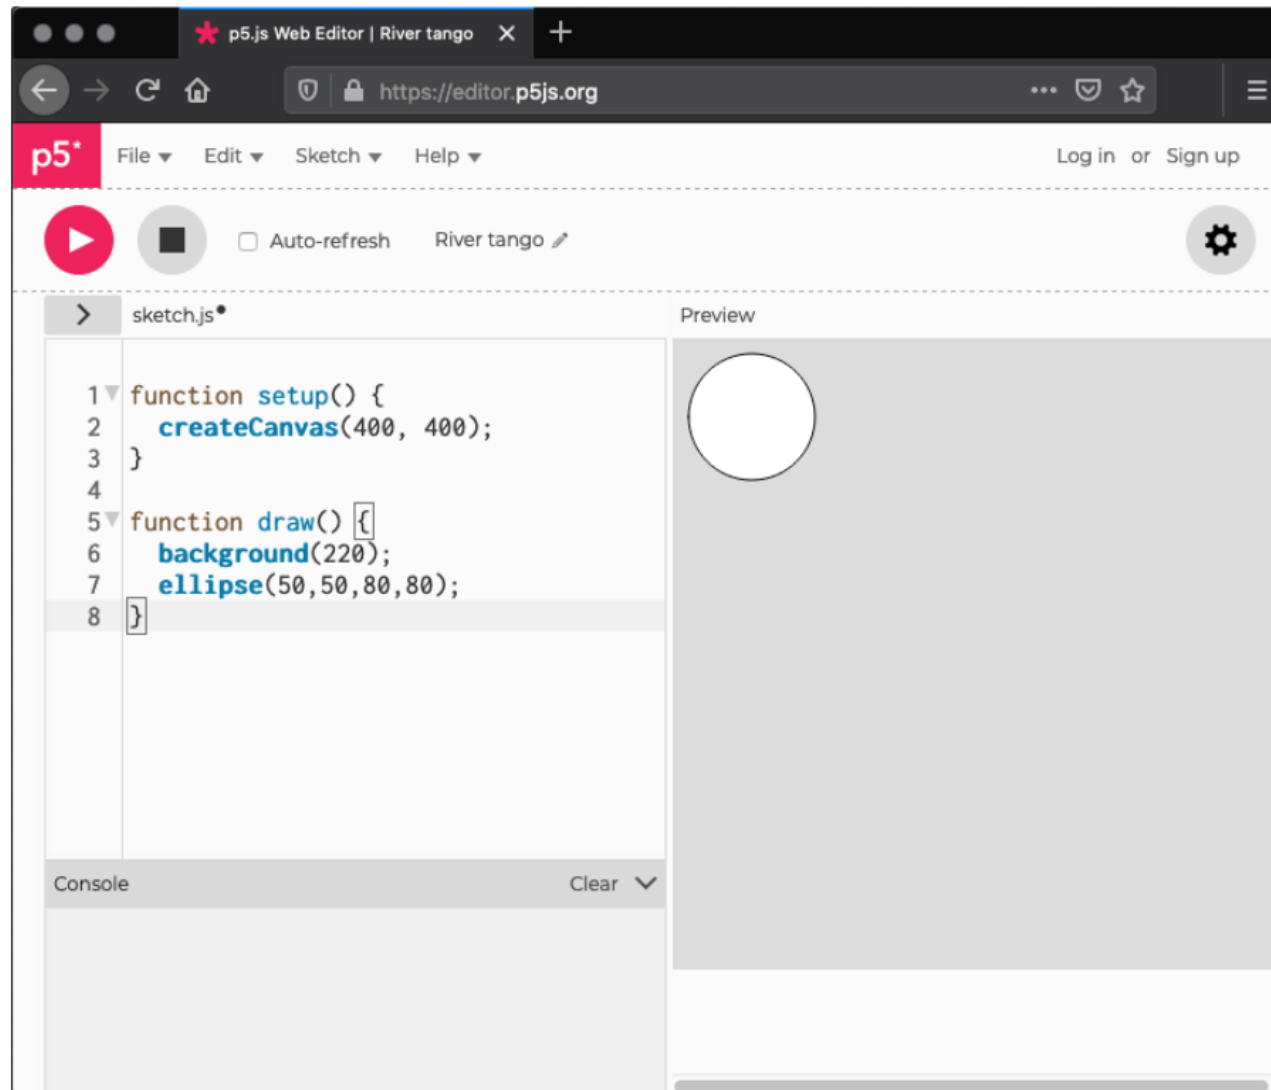 p5.js Web Editor | River tango
https://editor.p5js.org
p5* File Edit Sketch Help Log in or Sign up
Auto-refresh River tango
sketch.js Preview
1 function setup() {
2   createCanvas(400, 400);
3 }
4
5 function draw() {
6   background(220);
7   ellipse(50,50,80,80);
8 }
Console Clear